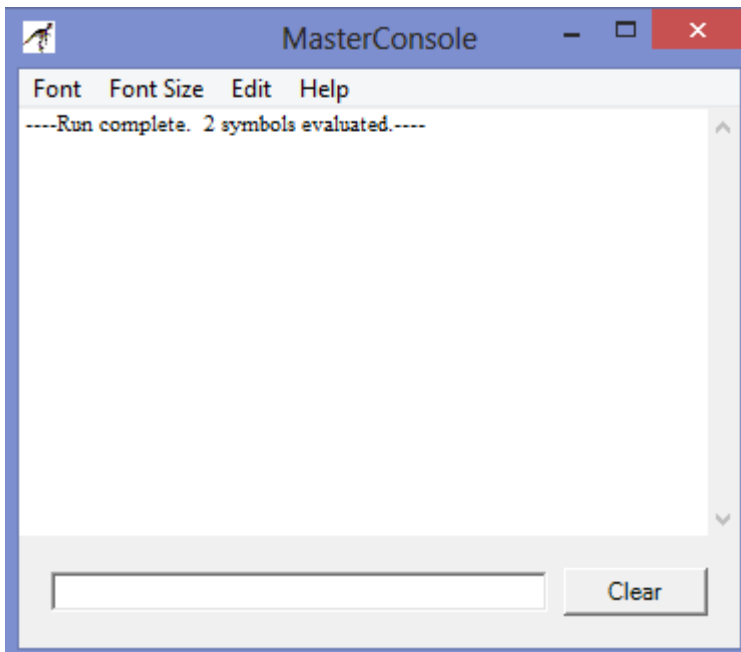 MasterConsole
Font Font Size Edit Help
----Run complete.  2 symbols evaluated.----
Clear